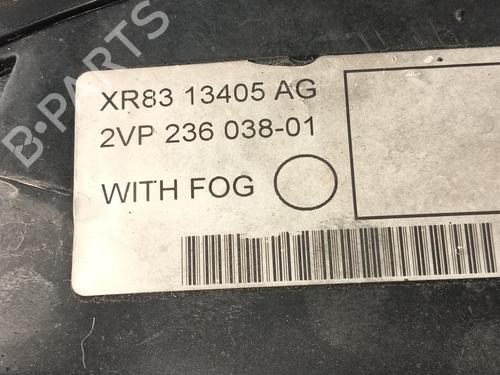 B-PARTS
XR83 13405 AG
2VP 236 038-01
WITH FOG